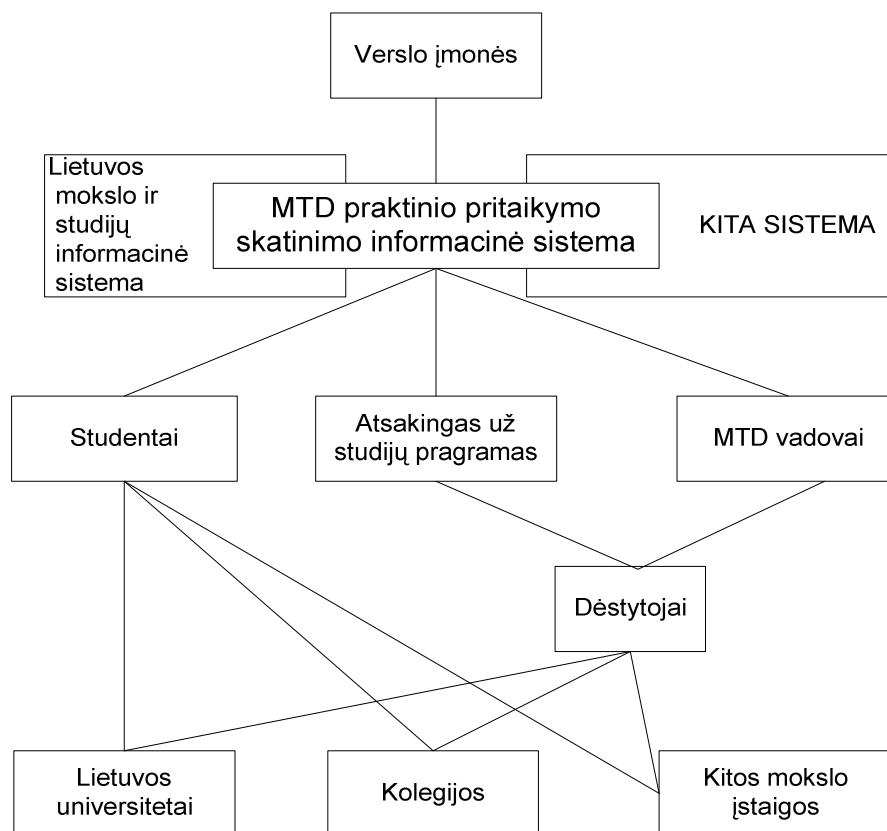 Verslo įmonės
Lietuvos
mokslo ir
studijų
informacinė
sistema
MTD praktinio pritaikymo
skatinimo informacinė sistema
KITA SISTEMA
Studentai
Atsakingas už
studijų pragramas
MTD vadovai
Dėstytojai
Lietuvos
universitetai
Kolegijos
Kitos mokslo
įstaigos